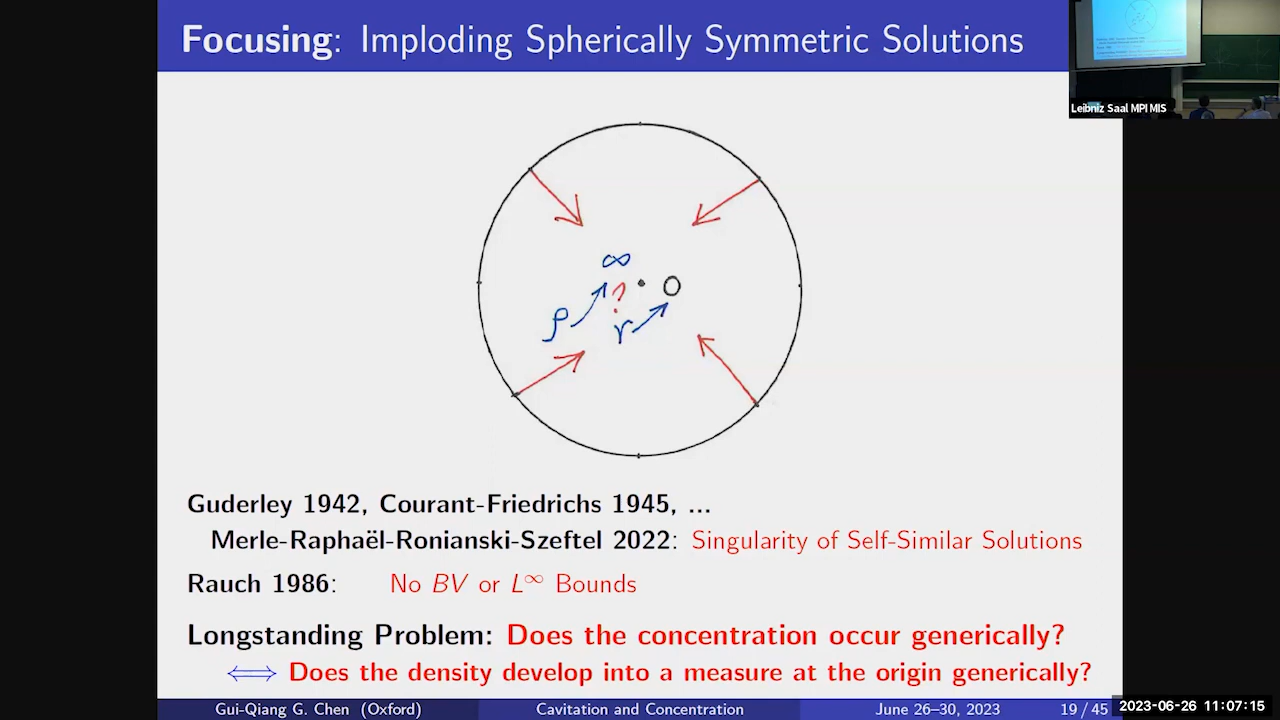 Focusing: Imploding Spherically Symmetric Solutions
Leibniz Saal MPI MIS
∞
? 0
ρ r
Guderley 1942, Courant-Friedrichs 1945, ...
Merle-Raphaël-Ronianski-Szeftel 2022: Singularity of Self-Similar Solutions
Rauch 1986: No BV or L^∞ Bounds
Longstanding Problem: Does the concentration occur generically?
⟺ Does the density develop into a measure at the origin generically?
Gui-Qiang G. Chen (Oxford) Cavitation and Concentration June 26–30, 2023 19 / 45
2023-06-26 11:07:15